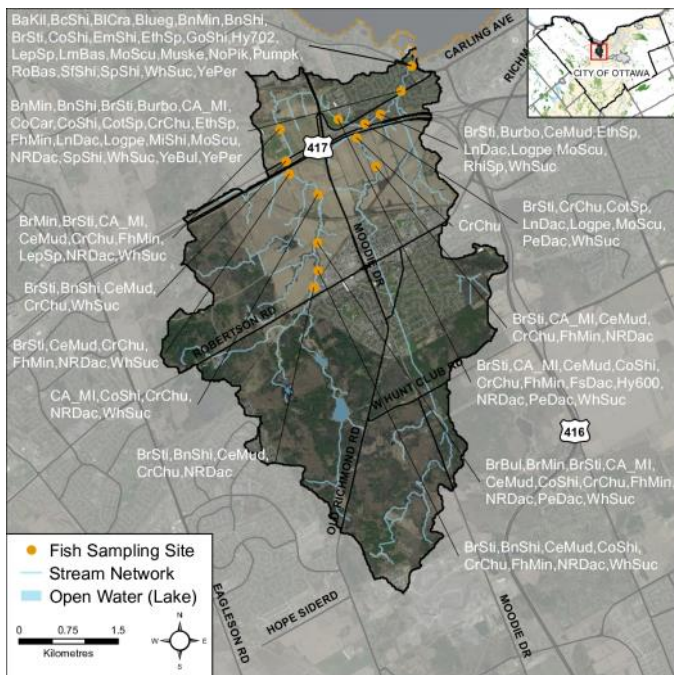 BaKil,BcShi,BlCra,Blueg,BnMin,BnShi,
BrSti,CoShi,EmShi,EthSp,GoShi,Hy702,
LepSp,LmBas,MoScu,Muske,NoPik,Pumpk,
RoBas,SfShi,SpShi,WhSuc,YePer
CARLING AVE
RICHM
CITY OF OTTAWA
BnMin,BnShi,BrSti,Burbo,CA_MI,
CoCar,CoShi,CotSp,CrChu,EthSp,
FhMin,LnDac,Logpe,MiShi,MoScu,
NRDac,SpShi,WhSuc,YeBul,YePer
417
BrSti,Burbo,CeMud,EthSp,
LnDac,Logpe,MoScu,
RhiSp,WhSuc
BrSti,CrChu,CotSp,
LnDac,Logpe,MoScu,
PeDac,WhSuc
CrChu
MOODIE DR
BrMin,BrSti,CA_MI,
CeMud,CrChu,FhMin,
LepSp,NRDac,WhSuc
BrSti,BnShi,CeMud,
CrChu,WhSuc
ROBERTSON RD
BrSti,CA_MI,CeMud,
CrChu,FhMin,NRDac
BrSti,CeMud,CrChu,
FhMin,NRDac,WhSuc
BrSti,CA_MI,CeMud,CoShi,
CrChu,FhMin,FsDac,Hy600,
NRDac,PeDac,WhSuc
W HUNT CLUB RD
CA_MI,CoShi,CrChu,
NRDac,WhSuc
416
BrSti,BnShi,CeMud,
CrChu,NRDac
OLD RICHMOND RD
BrBul,BrMin,BrSti,CA_MI,
CeMud,CoShi,CrChu,FhMin,
NRDac,PeDac,WhSuc
BrSti,BnShi,CeMud,CoShi,
CrChu,FhMin,NRDac,WhSuc
Fish Sampling Site
Stream Network
Open Water (Lake)
0 0.75 1.5
Kilometres
N
W E
S
EAGLESON RD
HOPE SIDERD
MOODIE DR